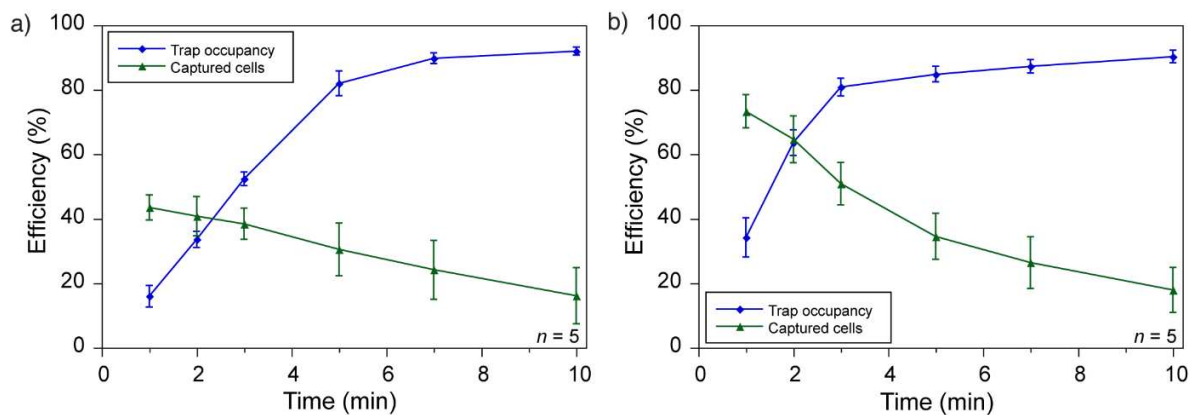 a)
100
80
60
40
20
0
Efficiency (%)
Trap occupancy
Captured cells
n = 5
0 2 4 6 8 10
Time (min)
b)
100
80
60
40
20
0
Efficiency (%)
Trap occupancy
Captured cells
n = 5
0 2 4 6 8 10
Time (min)